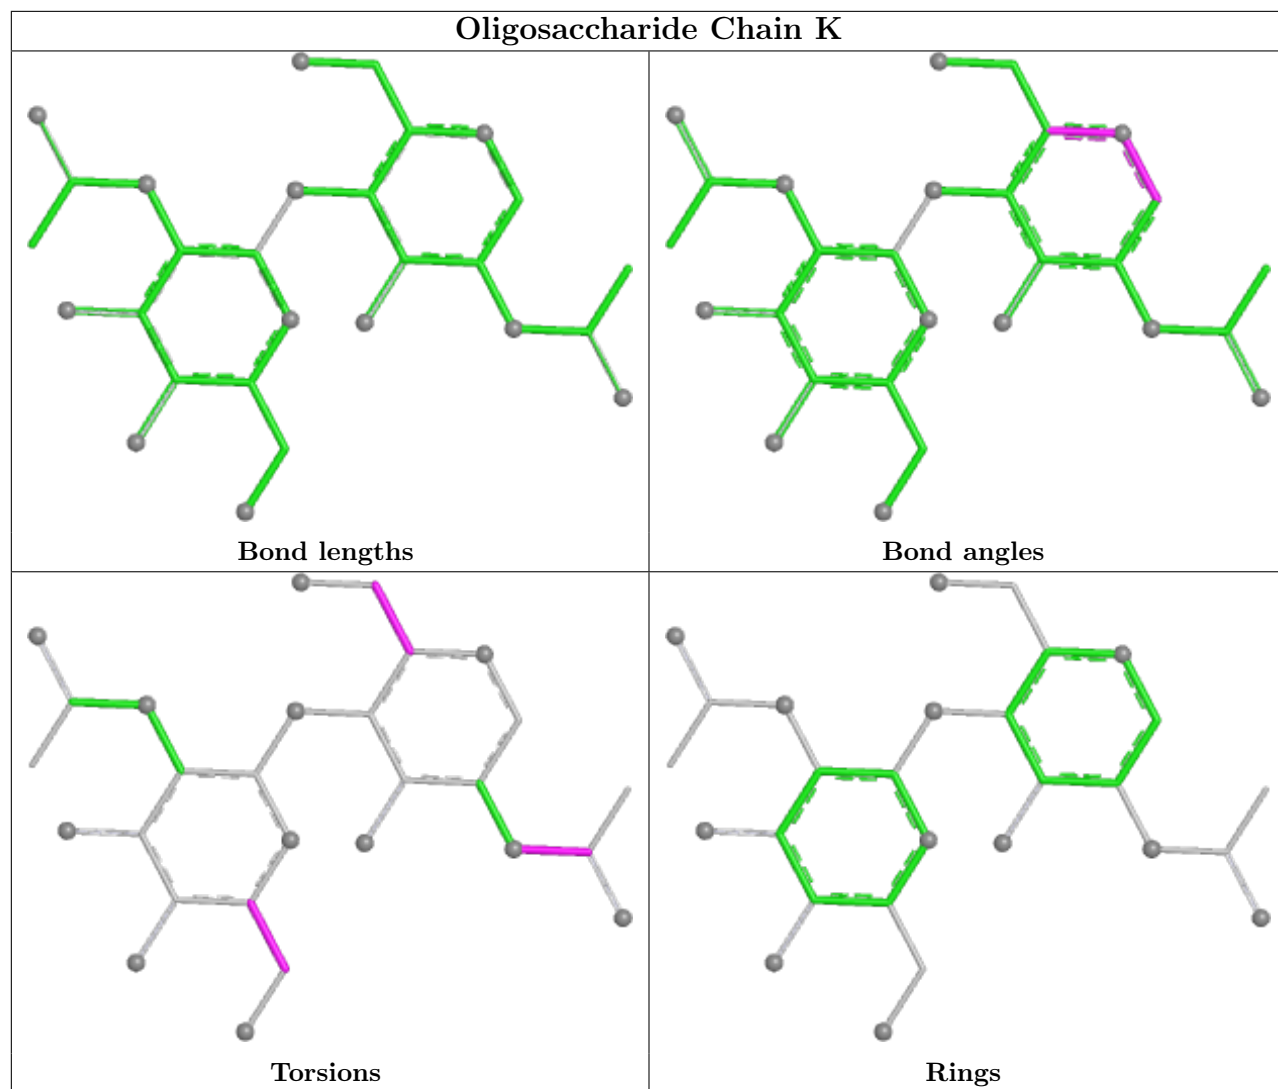 Oligosaccharide Chain K
Bond lengths
Bond angles
Torsions
Rings